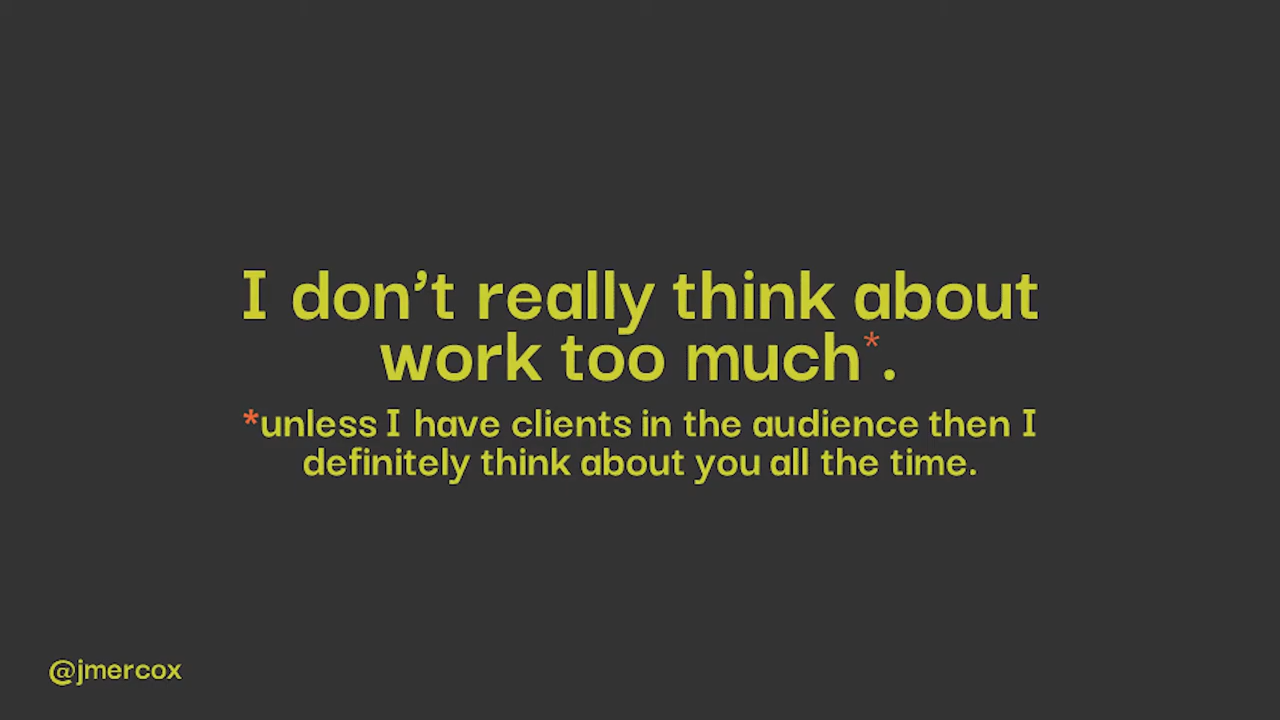 I don’t really think about
work too much*.
*unless I have clients in the audience then I
definitely think about you all the time.
@jmercox